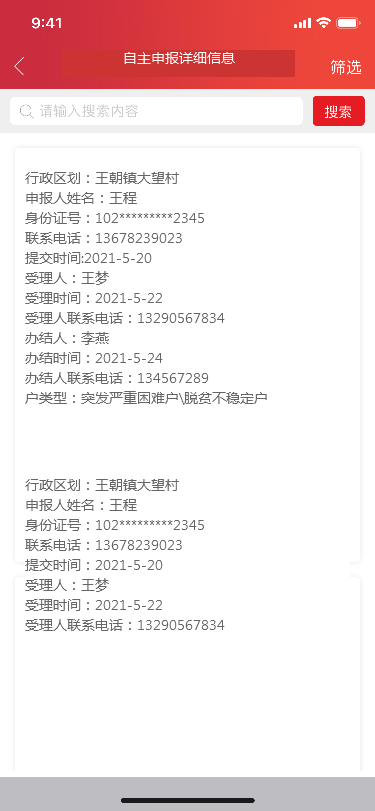 9:41
自主申报详细信息
筛选
请输入搜索内容
搜索
行政区划：王朝镇大望村
申报人姓名：王程
身份证号：102*********2345
联系电话：13678239023
提交时间:2021-5-20
受理人：王梦
受理时间：2021-5-22
受理人联系电话：13290567834
办结人：李燕
办结时间：2021-5-24
办结人联系电话：134567289
户类型：突发严重困难户\脱贫不稳定户
行政区划：王朝镇大望村
申报人姓名：王程
身份证号：102*********2345
联系电话：13678239023
提交时间：2021-5-20
受理人：王梦
受理时间：2021-5-22
受理人联系电话：13290567834